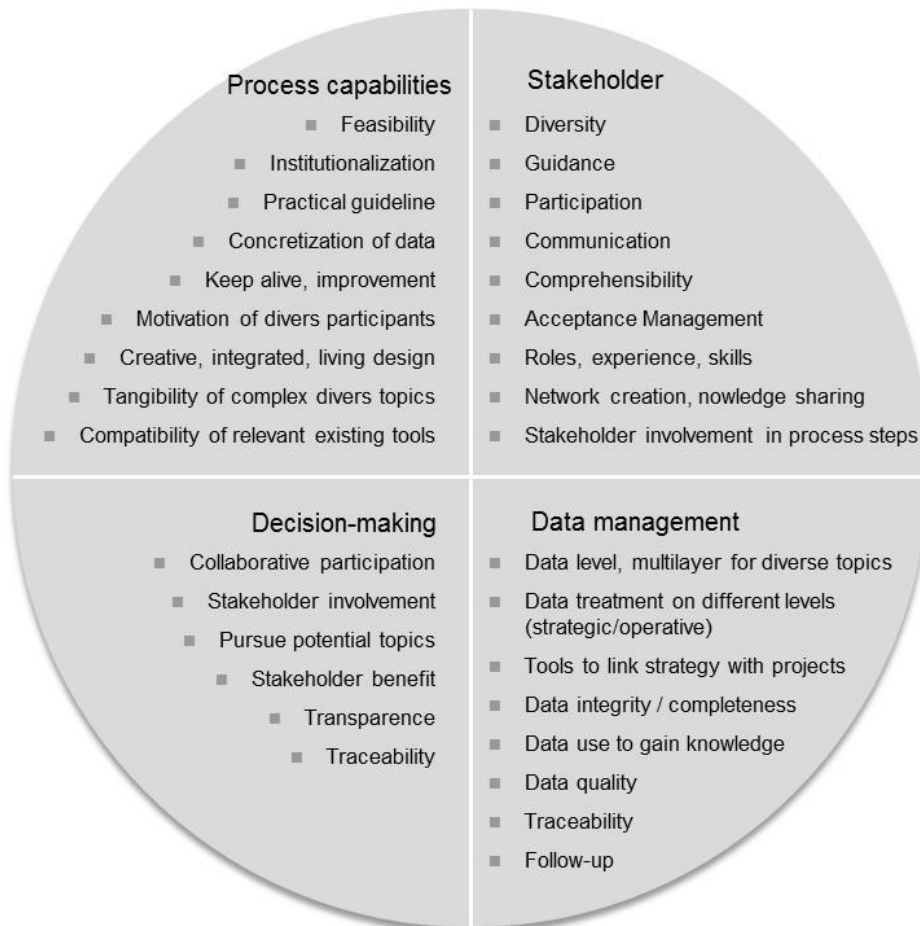 Process capabilities
Feasibility
Institutionalization
Practical guideline
Concretization of data
Keep alive, improvement
Motivation of divers participants
Creative, integrated, living design
Tangibility of complex divers topics
Compatibility of relevant existing tools
Stakeholder
Diversity
Guidance
Participation
Communication
Comprehensibility
Acceptance Management
Roles, experience, skills
Network creation, nowledge sharing
Stakeholder involvement in process steps
Decision-making
Collaborative participation
Stakeholder involvement
Pursue potential topics
Stakeholder benefit
Transparence
Traceability
Data management
Data level, multilayer for diverse topics
Data treatment on different levels
(strategic/operative)
Tools to link strategy with projects
Data integrity / completeness
Data use to gain knowledge
Data quality
Traceability
Follow-up